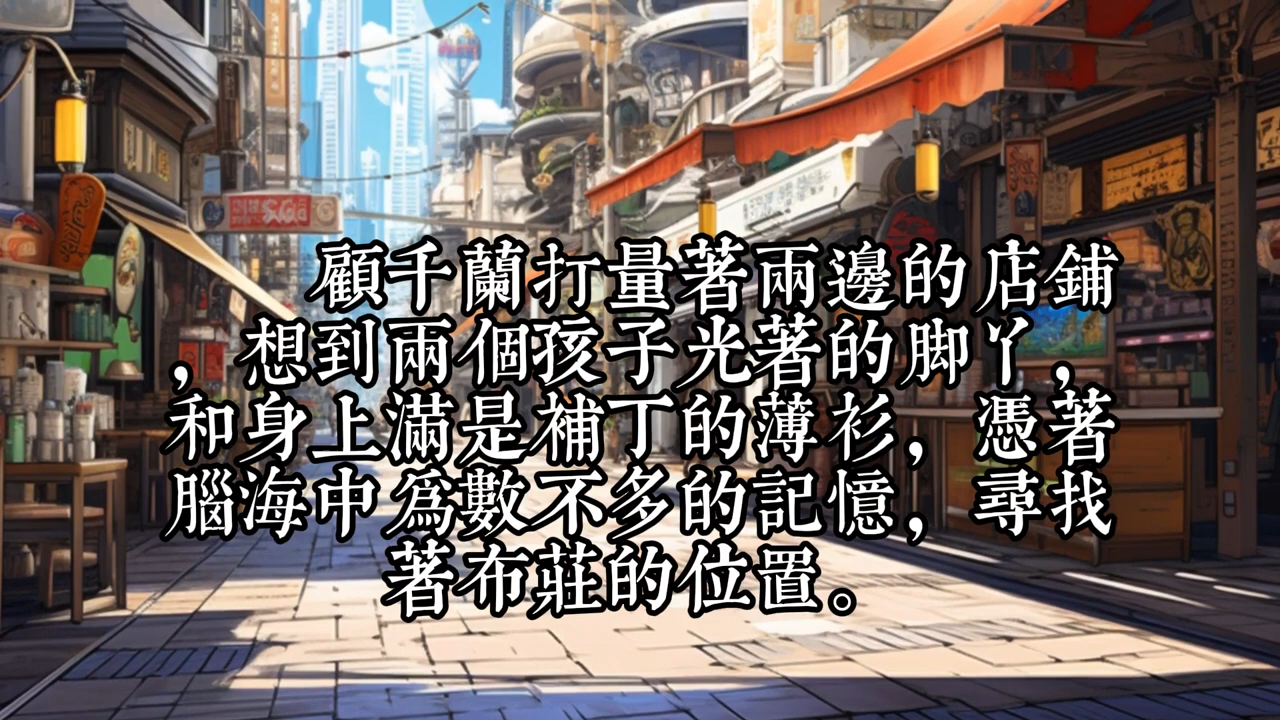 顧千蘭打量著兩邊的店鋪
，想到兩個孩子光著的脚丫，
和身上滿是補丁的薄衫，憑著
腦海中爲數不多的記憶，尋找
著布莊的位置。